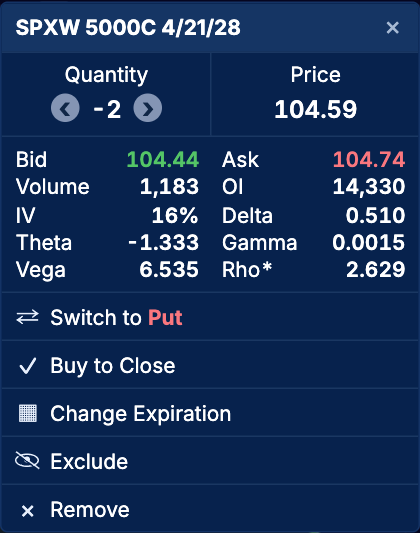 SPXW 5000C 4/21/28 ×
Quantity Price
-2 104.59
Bid 104.44 Ask 104.74
Volume 1,183 OI 14,330
IV 16% Delta 0.510
Theta -1.333 Gamma 0.0015
Vega 6.535 Rho* 2.629
Switch to Put
Buy to Close
Change Expiration
Exclude
Remove